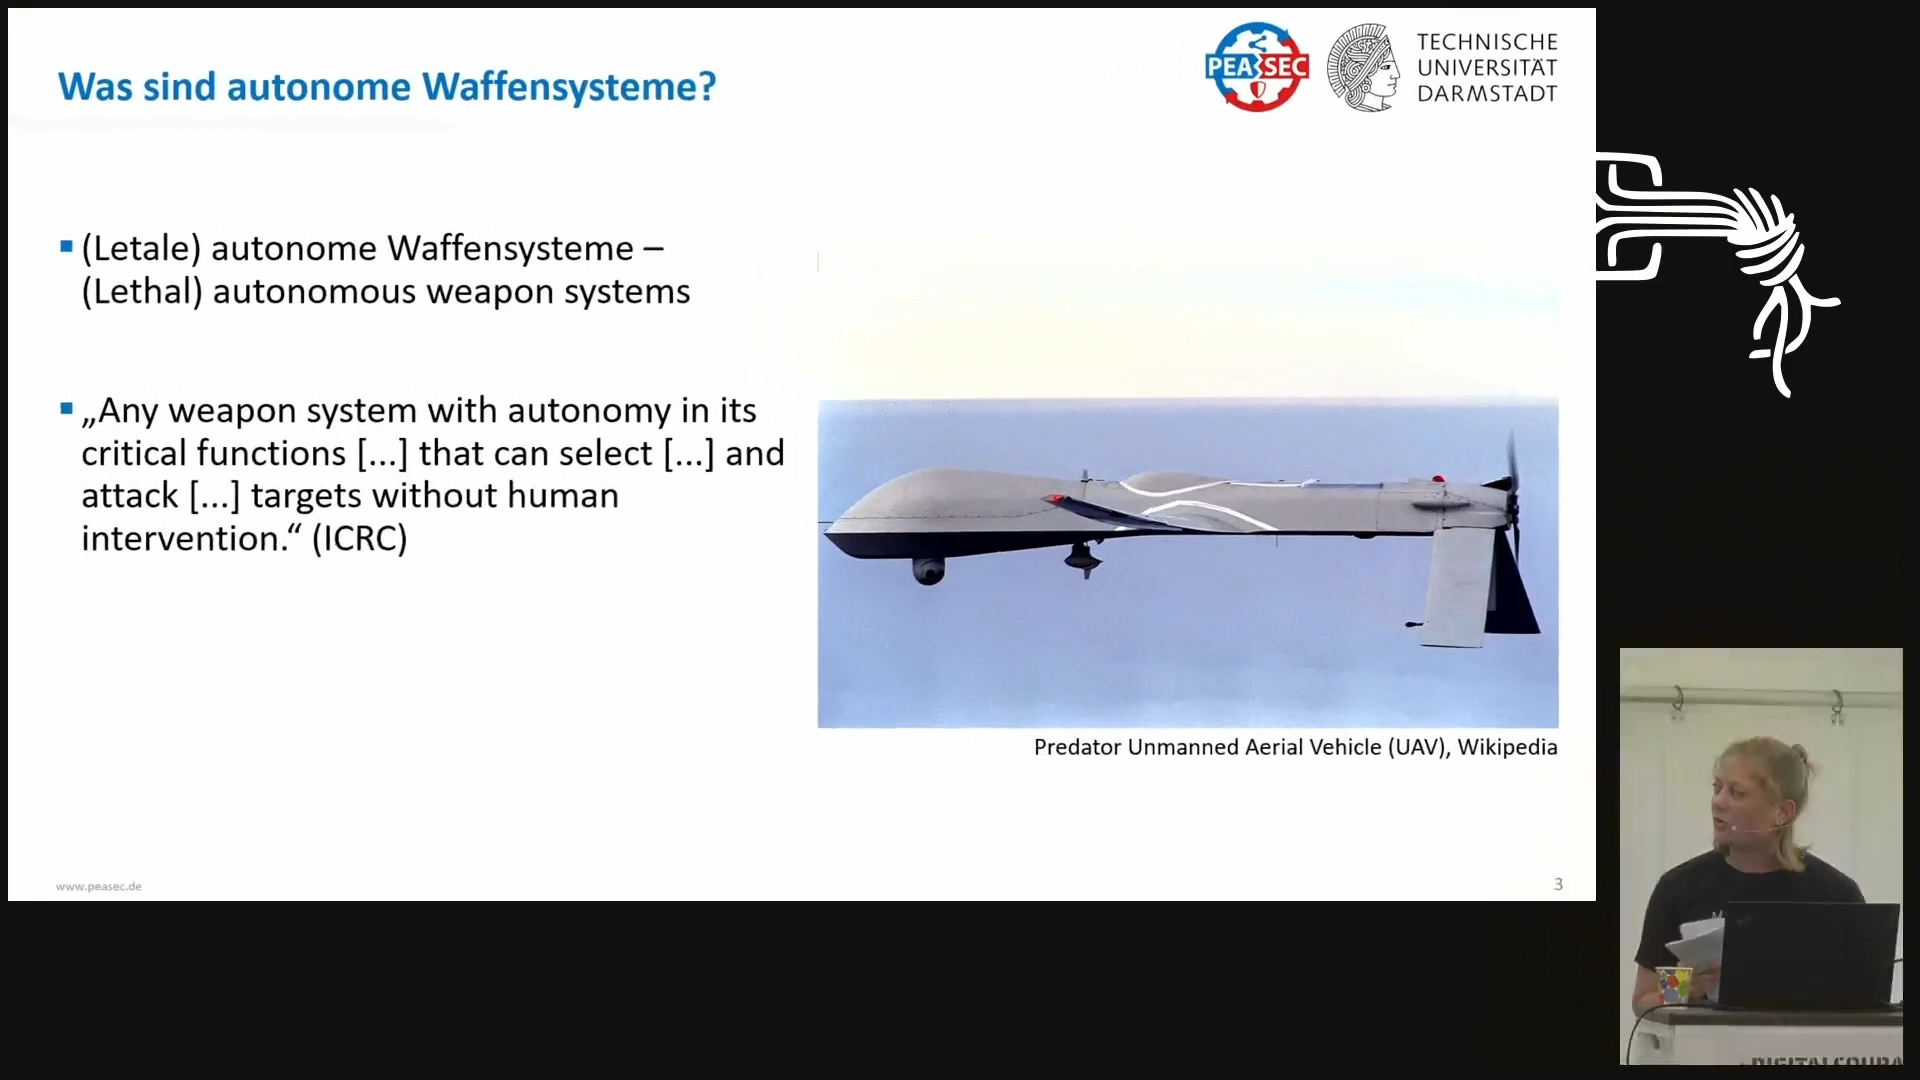 Was sind autonome Waffensysteme?
PEA SEC
TECHNISCHE
UNIVERSITÄT
DARMSTADT
(Letale) autonome Waffensysteme –
(Lethal) autonomous weapon systems
„Any weapon system with autonomy in its
critical functions [...] that can select [...] and
attack [...] targets without human
intervention.“ (ICRC)
Predator Unmanned Aerial Vehicle (UAV), Wikipedia
www.peasec.de
3